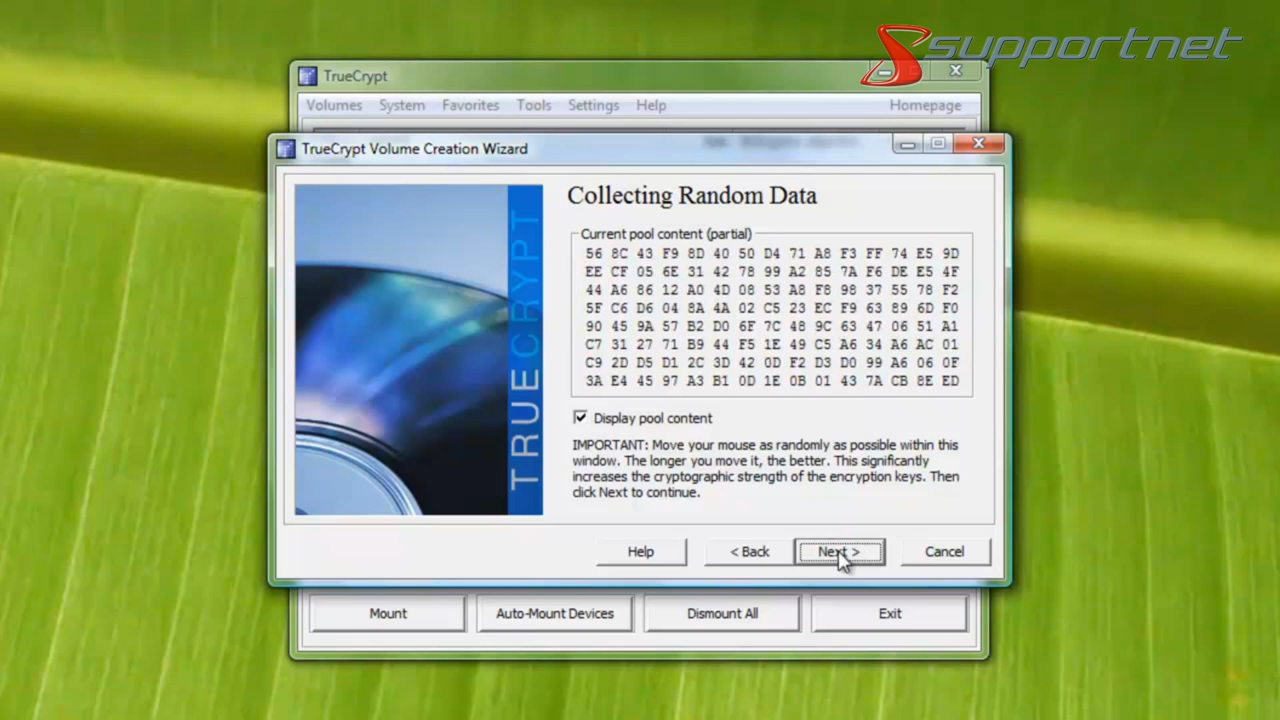 supportnet
TrueCrypt
Volumes System Favorites Tools Settings Help Homepage
TrueCrypt Volume Creation Wizard
TRUECRYPT
Collecting Random Data
Current pool content (partial)
56 8C 43 F9 8D 40 50 D4 71 A8 F3 FF 74 E5 9D
EE CF 05 6E 31 42 78 99 A2 85 7A F6 DE E5 4F
44 A6 86 12 A0 4D 08 53 A8 F8 98 37 55 78 F2
5F C6 D6 04 8A 4A 02 C5 23 EC F9 63 89 6D F0
90 45 9A 57 B2 D0 6F 7C 48 9C 63 47 06 51 A1
C7 31 27 71 B9 44 F5 1E 49 C5 A6 34 A6 AC 01
C9 2D D5 D1 2C 3D 42 0D F2 D3 D0 99 A6 06 0F
3A E4 45 97 A3 B1 0D 1E 0B 01 43 7A CB 8E ED
Display pool content
IMPORTANT: Move your mouse as randomly as possible within this
window. The longer you move it, the better. This significantly
increases the cryptographic strength of the encryption keys. Then
click Next to continue.
Help < Back Next > Cancel
Mount Auto-Mount Devices Dismount All Exit